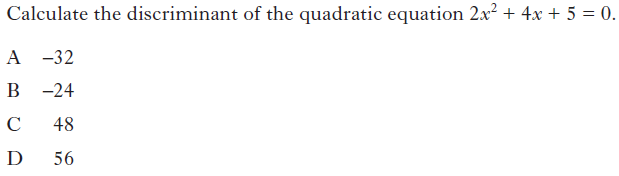 Calculate the discriminant of the quadratic equation 2x² + 4x + 5 = 0.
A –32
B –24
C 48
D 56